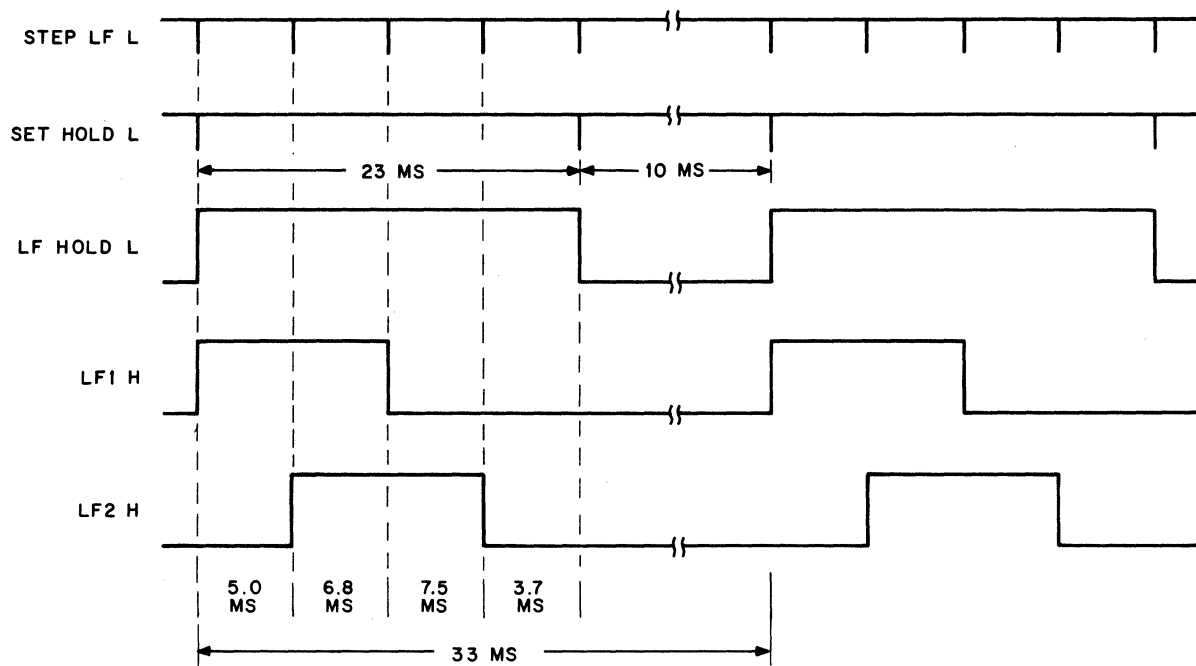 STEP LF L
SET HOLD L
23 MS
10 MS
LF HOLD L
LF1 H
LF2 H
5.0 MS
6.8 MS
7.5 MS
3.7 MS
33 MS